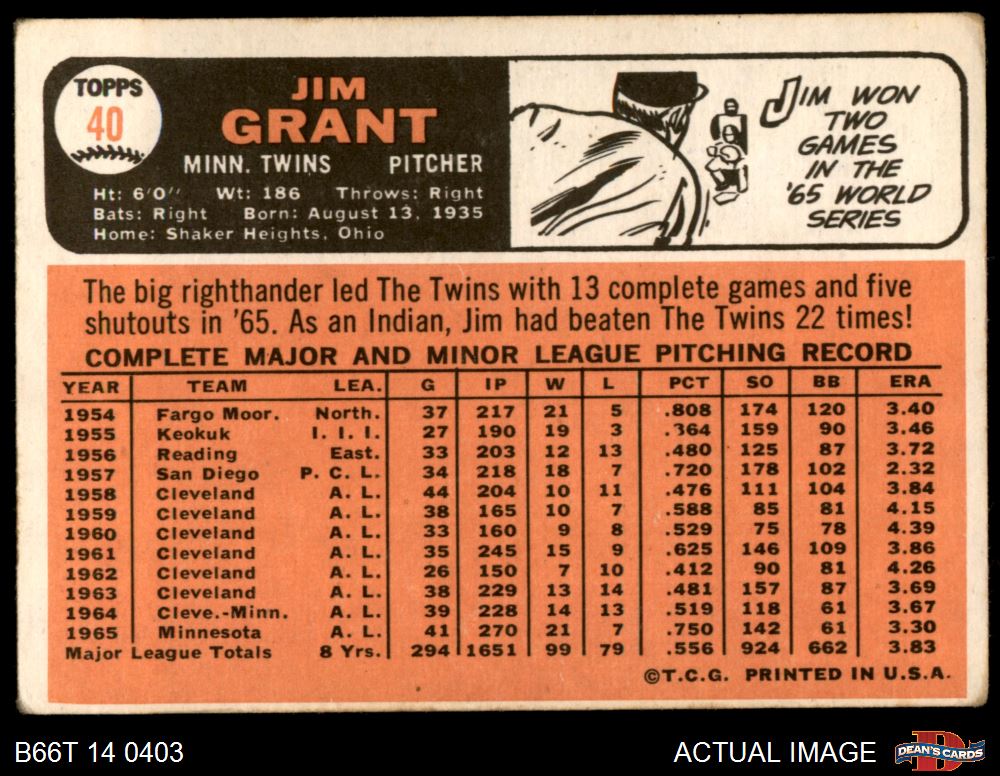 TOPPS
40
JIM
GRANT
MINN. TWINS PITCHER
Ht: 6'0" Wt: 186 Throws: Right
Bats: Right Born: August 13, 1935
Home: Shaker Heights, Ohio
JIM WON
TWO
GAMES
IN THE
'65 WORLD
SERIES
The big righthander led The Twins with 13 complete games and five
shutouts in '65. As an Indian, Jim had beaten The Twins 22 times!
COMPLETE MAJOR AND MINOR LEAGUE PITCHING RECORD
YEAR TEAM LEA. G IP W L PCT SO BB ERA
1954 Fargo Moor. North. 37 217 21 5 .808 174 120 3.40
1955 Keokuk I. I. I. 27 190 19 3 .364 159 90 3.46
1956 Reading East. 33 203 12 13 .480 125 87 3.72
1957 San Diego P. C. L. 34 218 18 7 .720 178 102 2.32
1958 Cleveland A. L. 44 204 10 11 .476 111 104 3.84
1959 Cleveland A. L. 38 165 10 7 .588 85 81 4.15
1960 Cleveland A. L. 33 160 9 8 .529 75 78 4.39
1961 Cleveland A. L. 35 245 15 9 .625 146 109 3.86
1962 Cleveland A. L. 26 150 7 10 .412 90 81 4.26
1963 Cleveland A. L. 38 229 13 14 .481 157 87 3.69
1964 Cleve.-Minn. A. L. 39 228 14 13 .519 118 61 3.67
1965 Minnesota A. L. 41 270 21 7 .750 142 61 3.30
Major League Totals 8 Yrs. 294 1651 99 79 .556 924 662 3.83
©T.C.G. PRINTED IN U.S.A.
B66T 14 0403
ACTUAL IMAGE
DEAN'S CARDS